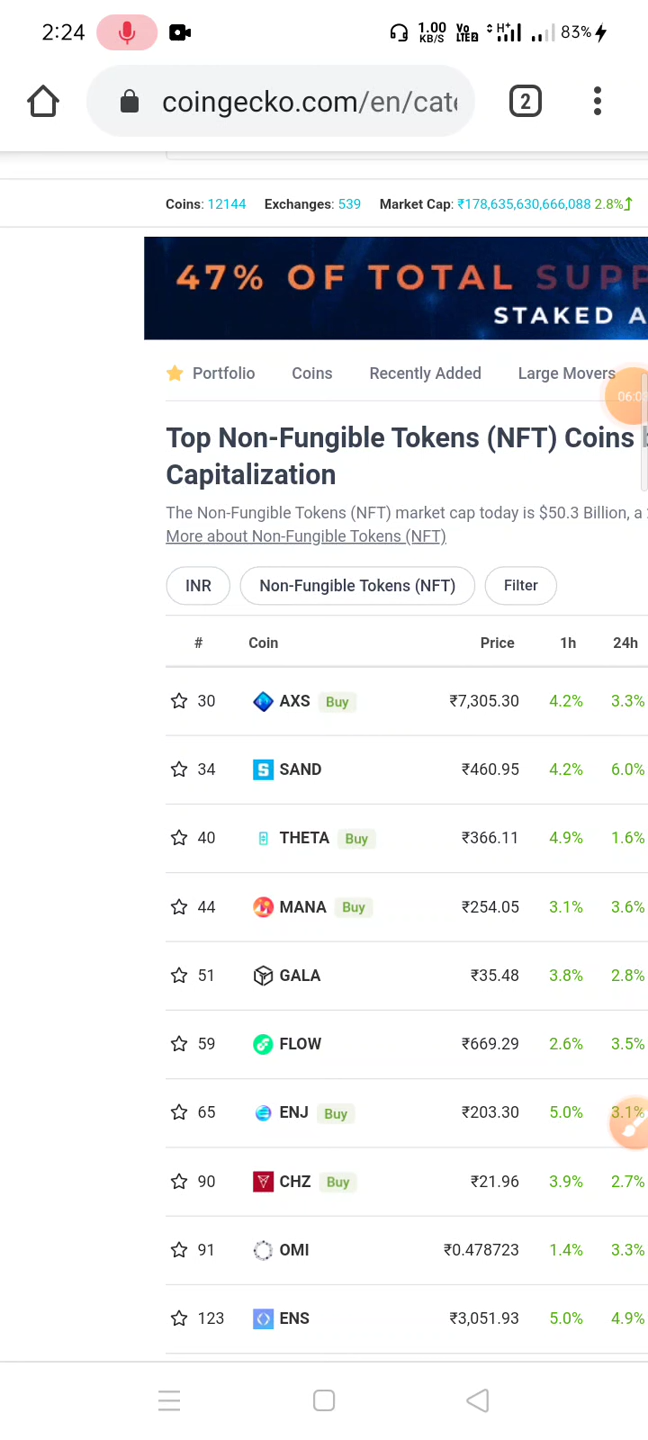 2:24 1.00 KB/S Vo LTE2 H+ 83%
coingecko.com/en/cate 2
Coins: 12144 Exchanges: 539 Market Cap: ₹178,635,630,666,088 2.8%
47% OF TOTAL SUPP
STAKED A
Portfolio Coins Recently Added Large Movers
06:0
Top Non-Fungible Tokens (NFT) Coins b
Capitalization
The Non-Fungible Tokens (NFT) market cap today is $50.3 Billion, a
More about Non-Fungible Tokens (NFT)
INR Non-Fungible Tokens (NFT) Filter
# Coin Price 1h 24h
30 AXS Buy ₹7,305.30 4.2% 3.3%
34 SAND ₹460.95 4.2% 6.0%
40 THETA Buy ₹366.11 4.9% 1.6%
44 MANA Buy ₹254.05 3.1% 3.6%
51 GALA ₹35.48 3.8% 2.8%
59 FLOW ₹669.29 2.6% 3.5%
65 ENJ Buy ₹203.30 5.0% 3.1%
90 CHZ Buy ₹21.96 3.9% 2.7%
91 OMI ₹0.478723 1.4% 3.3%
123 ENS ₹3,051.93 5.0% 4.9%